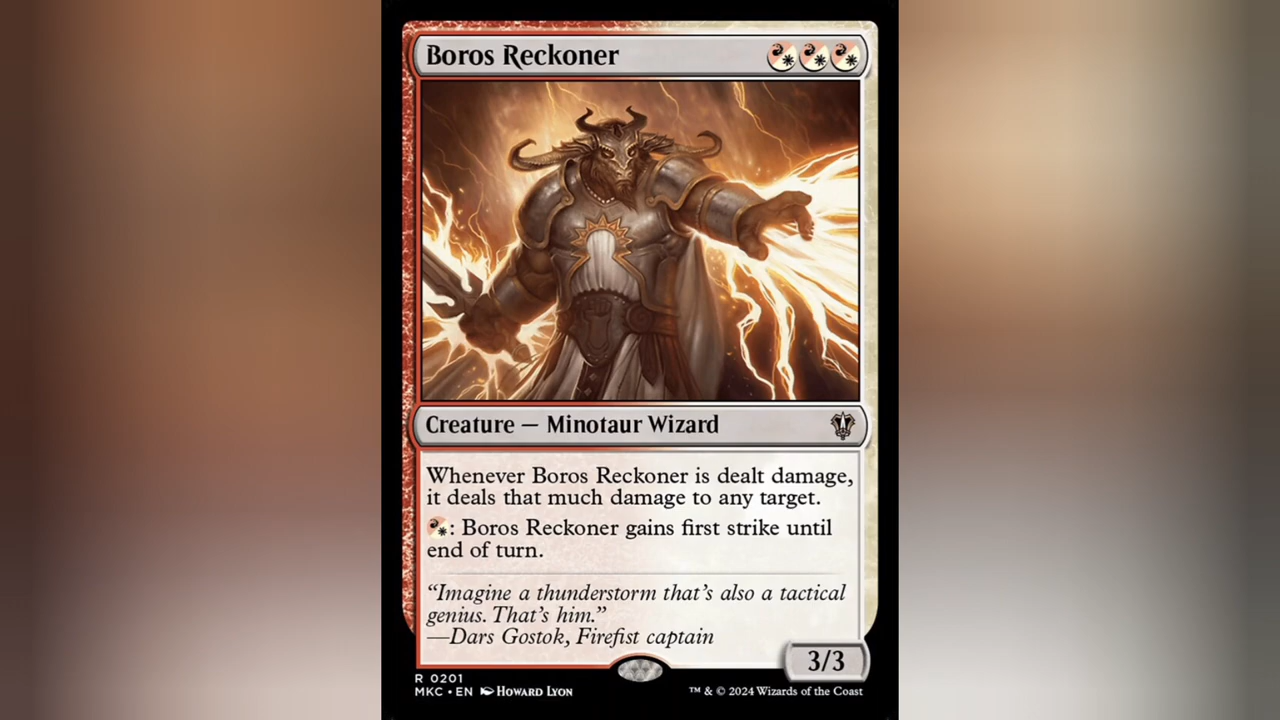 Boros Reckoner
Creature — Minotaur Wizard
Whenever Boros Reckoner is dealt damage,
it deals that much damage to any target.
: Boros Reckoner gains first strike until
end of turn.
“Imagine a thunderstorm that’s also a tactical
genius. That’s him.”
—Dars Gostok, Firefist captain
3/3
R 0201
MKC • EN Howard Lyon
™ & © 2024 Wizards of the Coast